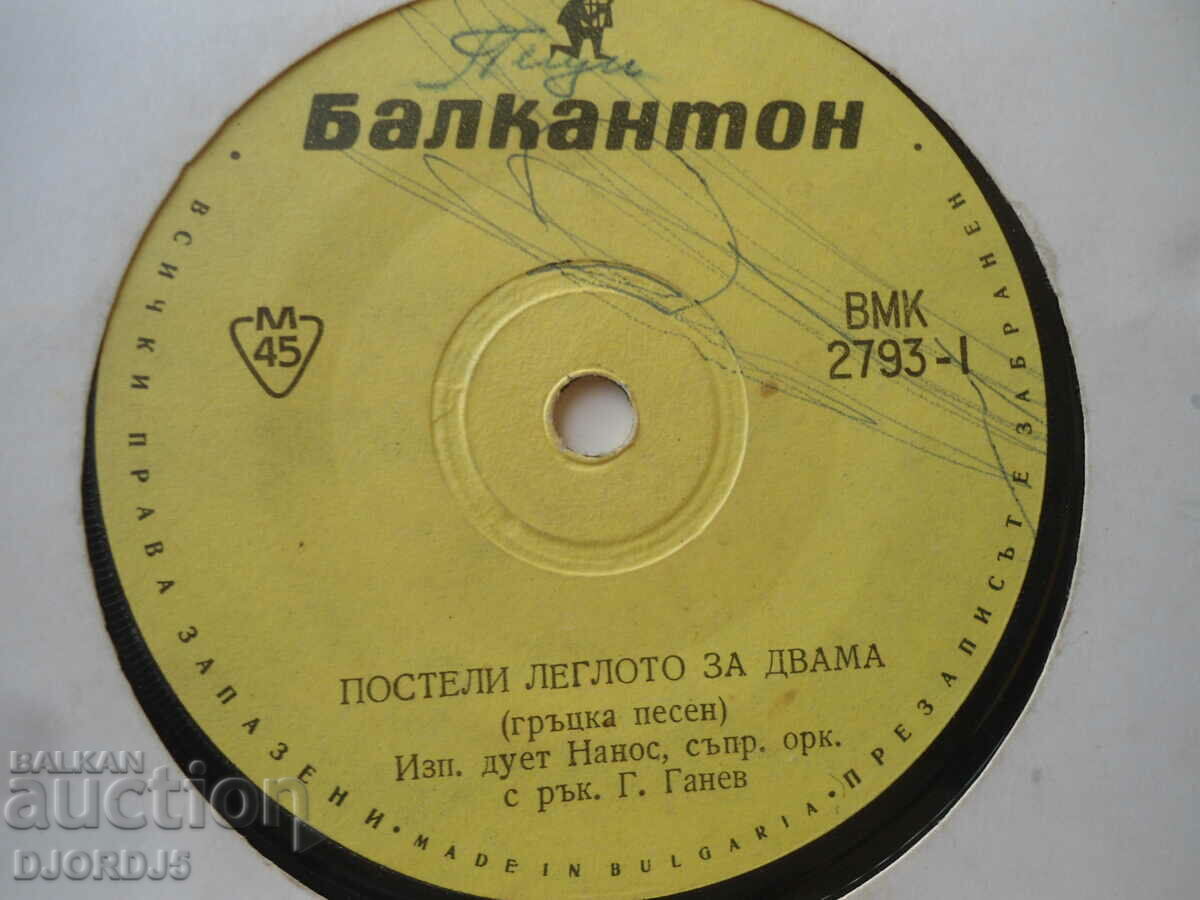 Балкантон
М
45
ВМК
2793-I
ПОСТЕЛИ ЛЕГЛОТО ЗА ДВАМА
(гръцка песен)
Изп. дует Нанос, съпр. орк.
с рък. Г. Ганев
• ВСИЧКИ ПРАВА ЗАПАЗЕНИ • MADE IN BULGARIA • ПРЕЗАПИСЪТ Е ЗАБРАНЕН •
BALKAN
auction
DJORDJ5